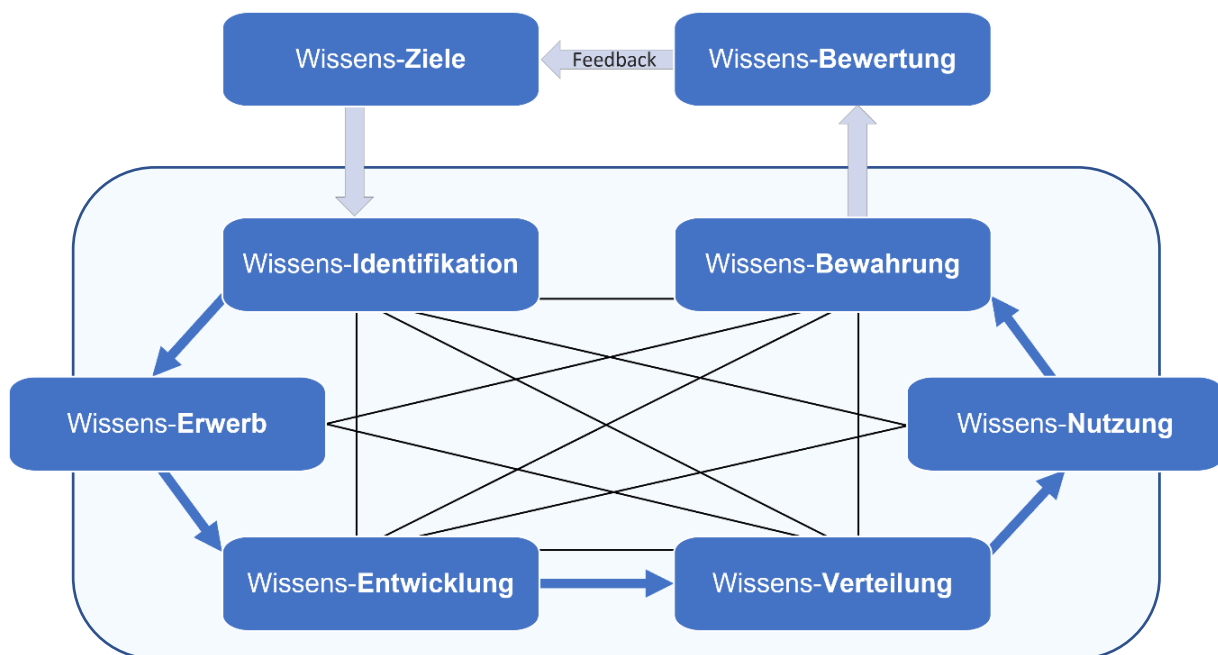 Wissens-Ziele
Feedback
Wissens-Bewertung
Wissens-Identifikation
Wissens-Bewahrung
Wissens-Erwerb
Wissens-Nutzung
Wissens-Entwicklung
Wissens-Verteilung